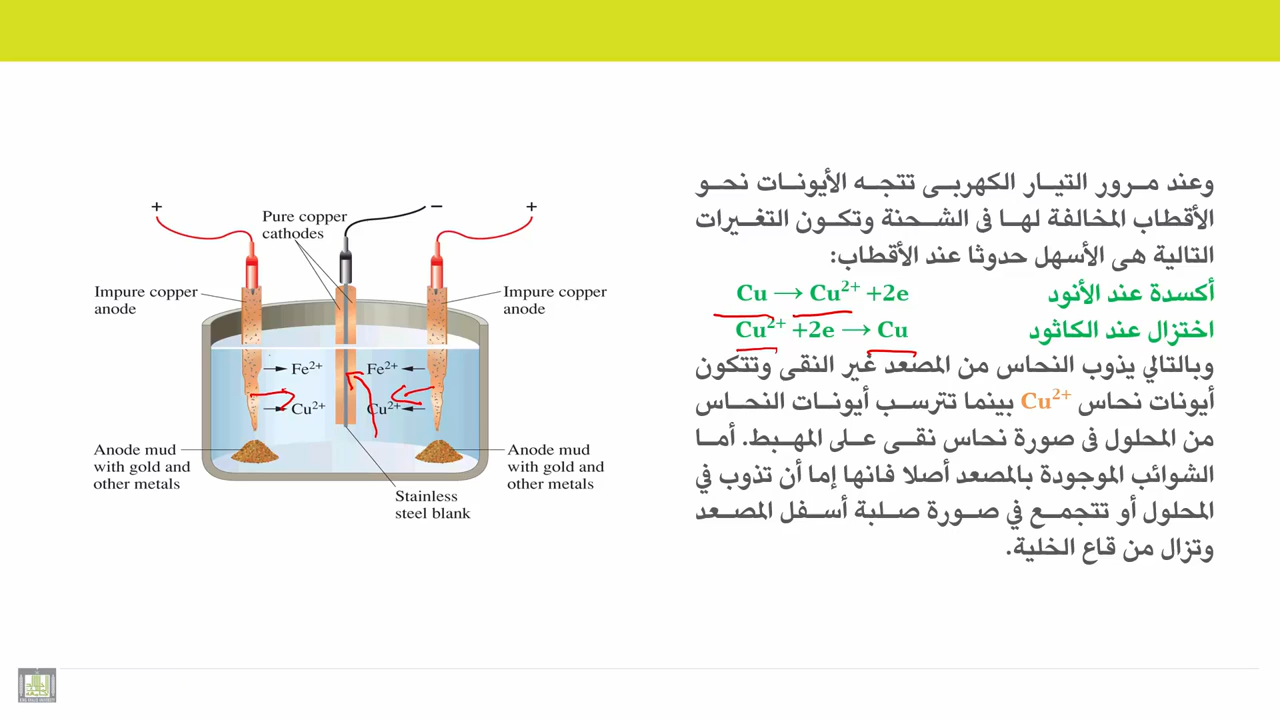 وعند مرور التيار الكهربى تتجه الأيونات نحو
الأقطاب المخالفة لها فى الشحنة وتكون التغيرات
التالية هى الأسهل حدوثا عند الأقطاب:
أكسدة عند الأنود Cu → Cu²⁺ +2e
اختزال عند الكاثود Cu²⁺ +2e → Cu
وبالتالي يذوب النحاس من المصعد غير النقى وتتكون
أيونات نحاس Cu²⁺ بينما تترسب أيونات النحاس
من المحلول فى صورة نحاس نقى على المهبط. أما
الشوائب الموجودة بالمصعد أصلا فانها إما أن تذوب في
المحلول أو تتجمع في صورة صلبة أسفل المصعد
وتزال من قاع الخلية.
+
−
+
Pure copper
cathodes
Impure copper
anode
Impure copper
anode
Fe²⁺
Fe²⁺
Cu²⁺
Cu²⁺
Anode mud
with gold and
other metals
Anode mud
with gold and
other metals
Stainless
steel blank